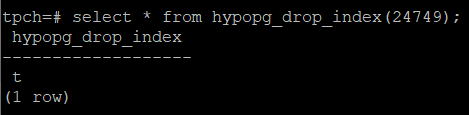 tpch=# select * from hypopg_drop_index(24749);
 hypopg_drop_index
-------------------
 t
(1 row)